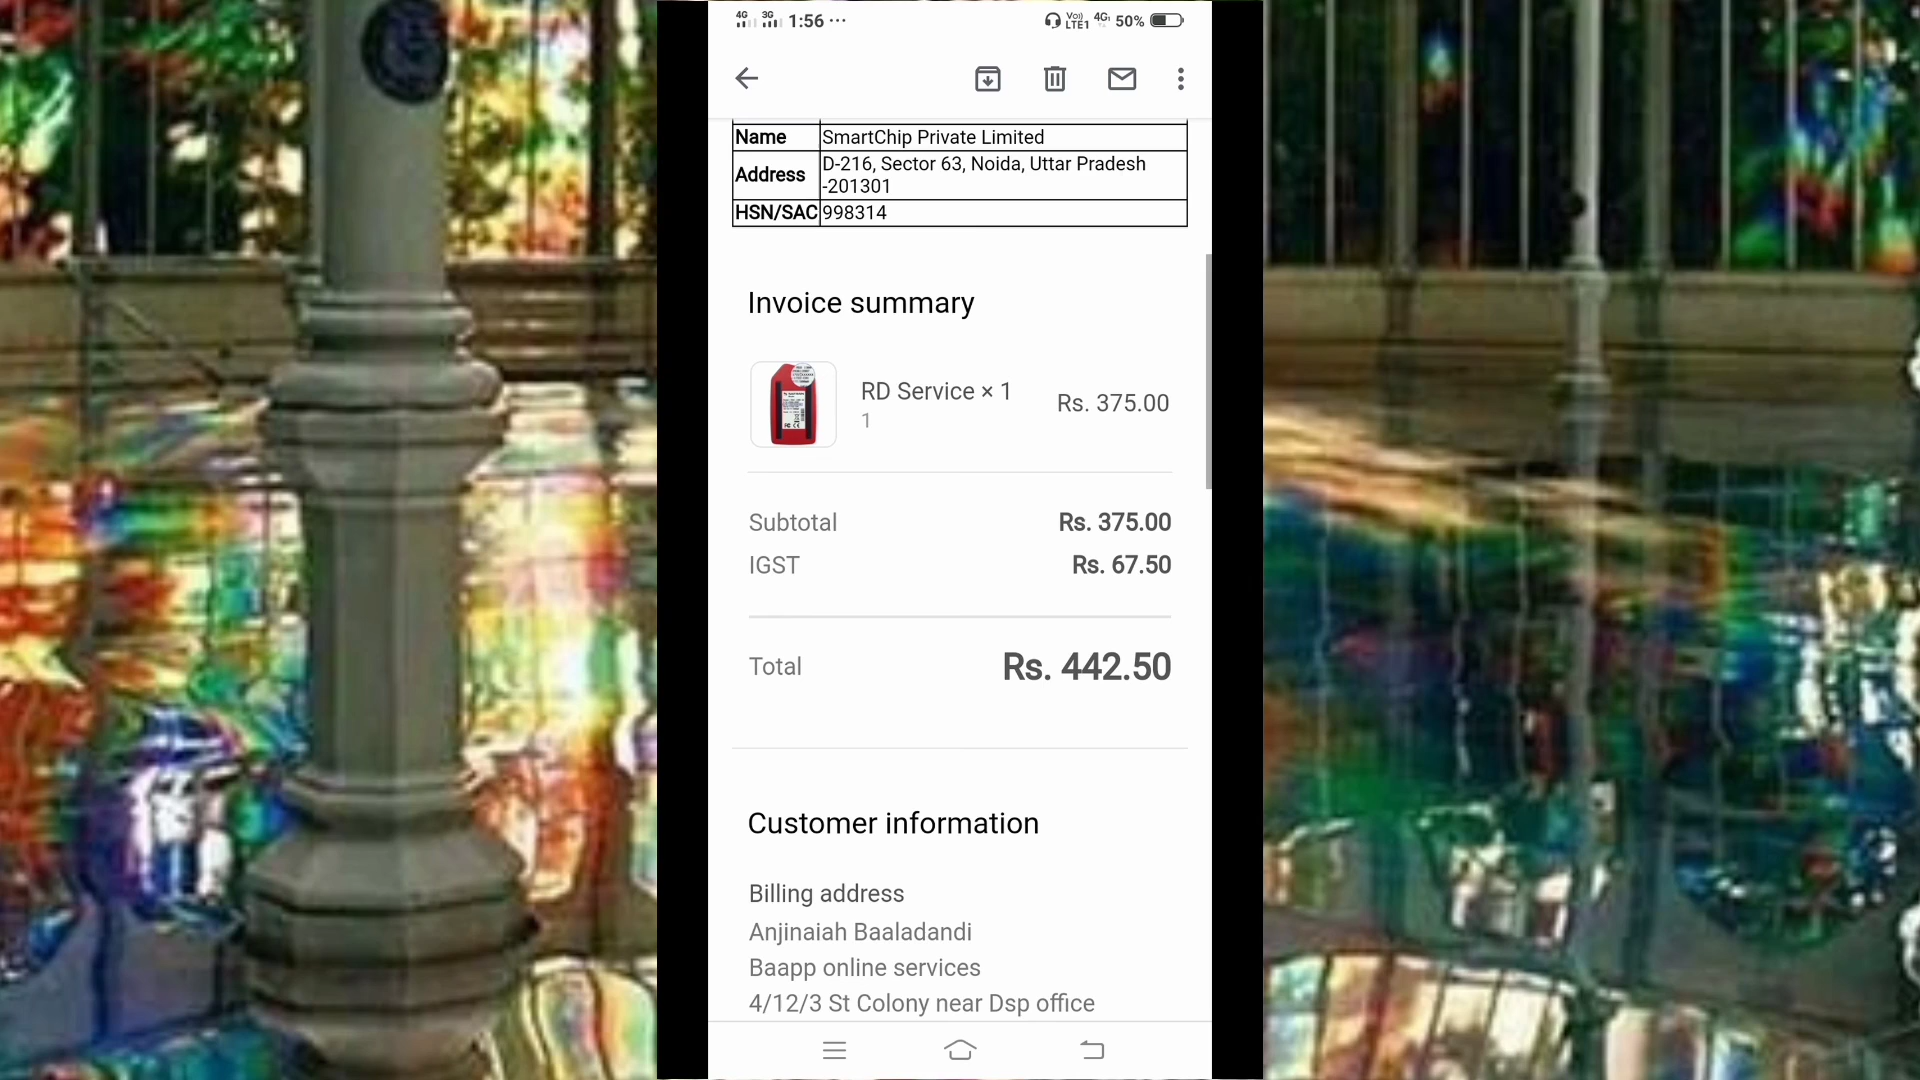 4G 3G 1:56 ... Vo)) LTE1 4G 50%
Name SmartChip Private Limited
Address D-216, Sector 63, Noida, Uttar Pradesh
-201301
HSN/SAC 998314
Invoice summary
RD Service × 1 Rs. 375.00
1
Subtotal Rs. 375.00
IGST Rs. 67.50
Total Rs. 442.50
Customer information
Billing address
Anjinaiah Baaladandi
Baapp online services
4/12/3 St Colony near Dsp office